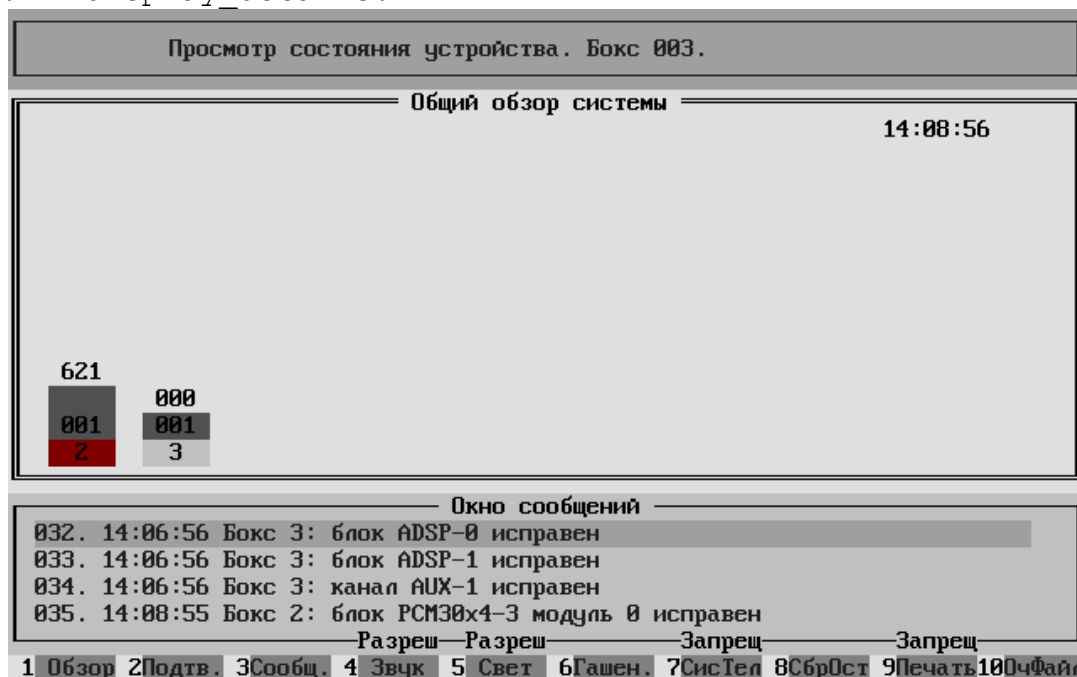 Просмотр состояния устройства. Бокс 003.
Общий обзор системы
14:08:56
621
000
001 001
2 3
Окно сообщений
032. 14:06:56 Бокс 3: блок ADSP-0 исправен
033. 14:06:56 Бокс 3: блок ADSP-1 исправен
034. 14:06:56 Бокс 3: канал AUX-1 исправен
035. 14:08:55 Бокс 2: блок PCM30x4-3 модуль 0 исправен
Разреш Разреш Запрещ Запрещ
1 Обзор 2Подтв. 3Сообщ. 4 Звук 5 Свет 6Гашен. 7СисТел 8СбрОст 9Печать10ОчФайл